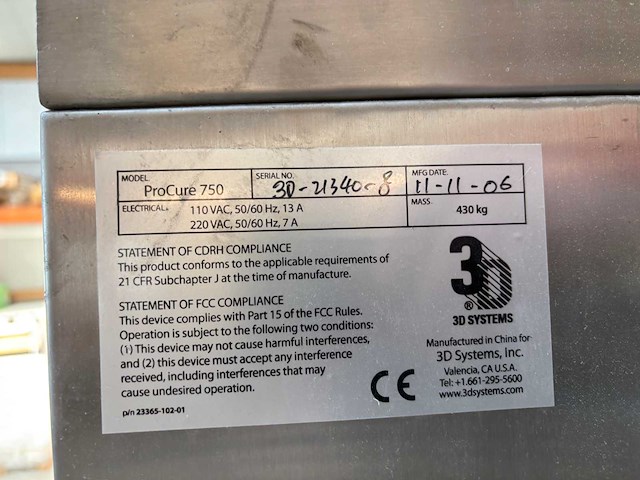 MODEL
ProCure 750
SERIAL NO.
3D-21340-8
MFG DATE.
11-11-06
ELECTRICAL.
110 VAC, 50/60 Hz, 13 A
220 VAC, 50/60 Hz, 7 A
MASS.
430 kg
STATEMENT OF CDRH COMPLIANCE
This product conforms to the applicable requirements of
21 CFR Subchapter J at the time of manufacture.
STATEMENT OF FCC COMPLIANCE
This device complies with Part 15 of the FCC Rules.
Operation is subject to the following two conditions:
(1) This device may not cause harmful interferences,
and (2) this device must accept any interference
received, including interferences that may
cause undesired operation.
p/n 23365-102-01
CE
3D
®
3D SYSTEMS
Manufactured in China for
3D Systems, Inc.
Valencia, CA U.S.A.
Tel: +1.661-295-5600
www.3dsystems.com